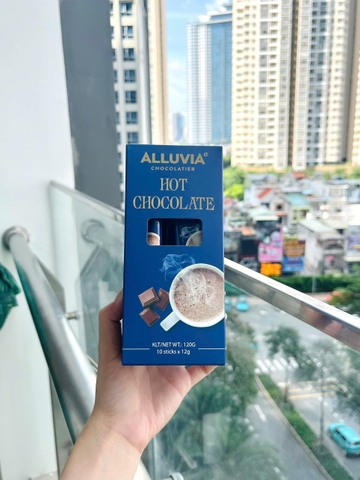 ALLUVIA®
CHOCOLATIER
HOT
CHOCOLATE
KLT/NET WT.: 120G
10 sticks x 12g